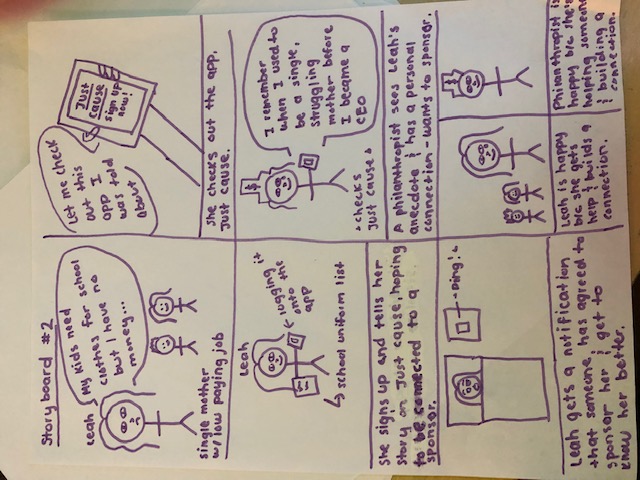 Storyboard #2
Leah
My kids need
clothes for school
but I have no
money...
single mother
w/ low paying job
Let me check
out this
app I
was told
about
Just
cause
sign up
now!
She checks out the app,
Just cause.
Leah
logging it
onto the
app
school uniform list
She signs up and tells her
story on Just cause, hoping
to be connected to a
sponsor.
$
I remember
when I used to
be a single,
struggling
mother before
I became a
CEO
checks
Just cause
A philanthropist sees Leah's
anecdote & has a personal
connection - wants to sponsor.
Ding!
Leah gets a notification
that someone has agreed to
sponsor her & get to
know her better.
Leah is happy
b/c she gets
help & builds a
connection.
$
Philanthropist is
happy b/c she's
helping someone
& building a
connection.